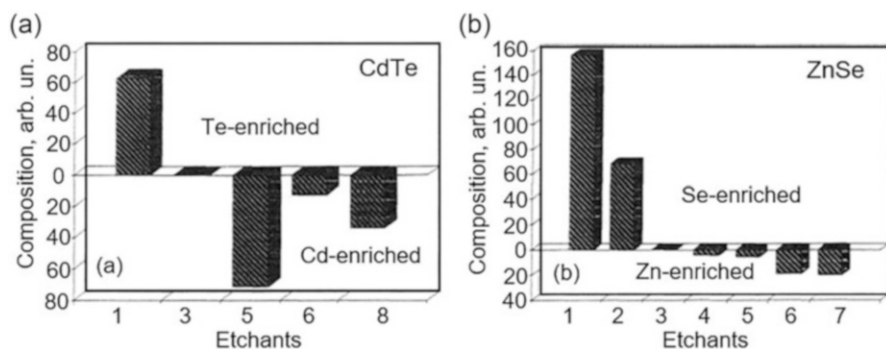 (a)
80
60
40
20
0
20
40
60
80
Composition, arb. un.
CdTe
Te-enriched
Cd-enriched
(a)
1 3 5 6 8
Etchants
(b)
160
140
120
100
80
60
40
20
0
20
40
Composition, arb. un.
ZnSe
Se-enriched
Zn-enriched
(b)
1 2 3 4 5 6 7
Etchants